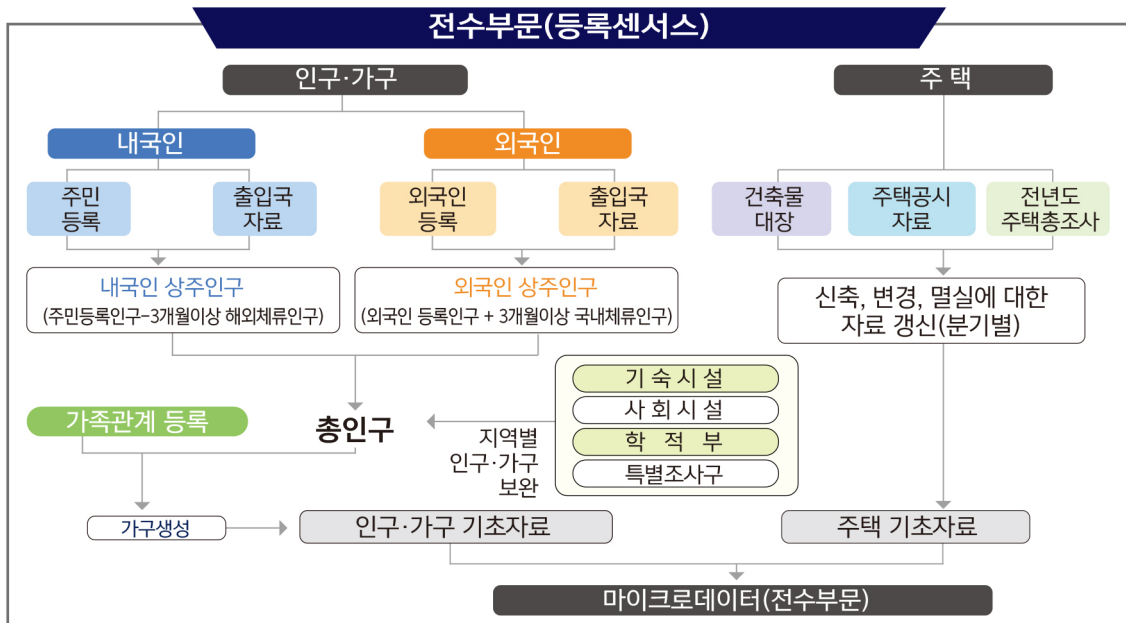 전수부문(등록센서스)
인구·가구
주 택
내국인
외국인
주민
등록
출입국
자료
외국인
등록
출입국
자료
건축물
대장
주택공시
자료
전년도
주택총조사
내국인 상주인구
(주민등록인구-3개월이상 해외체류인구)
외국인 상주인구
(외국인 등록인구 + 3개월이상 국내체류인구)
신축, 변경, 멸실에 대한
자료 갱신(분기별)
기 숙 시 설
사 회 시 설
학 적 부
특별조사구
가족관계 등록
총인구
지역별
인구·가구
보완
가구생성
인구·가구 기초자료
주택 기초자료
마이크로데이터(전수부문)